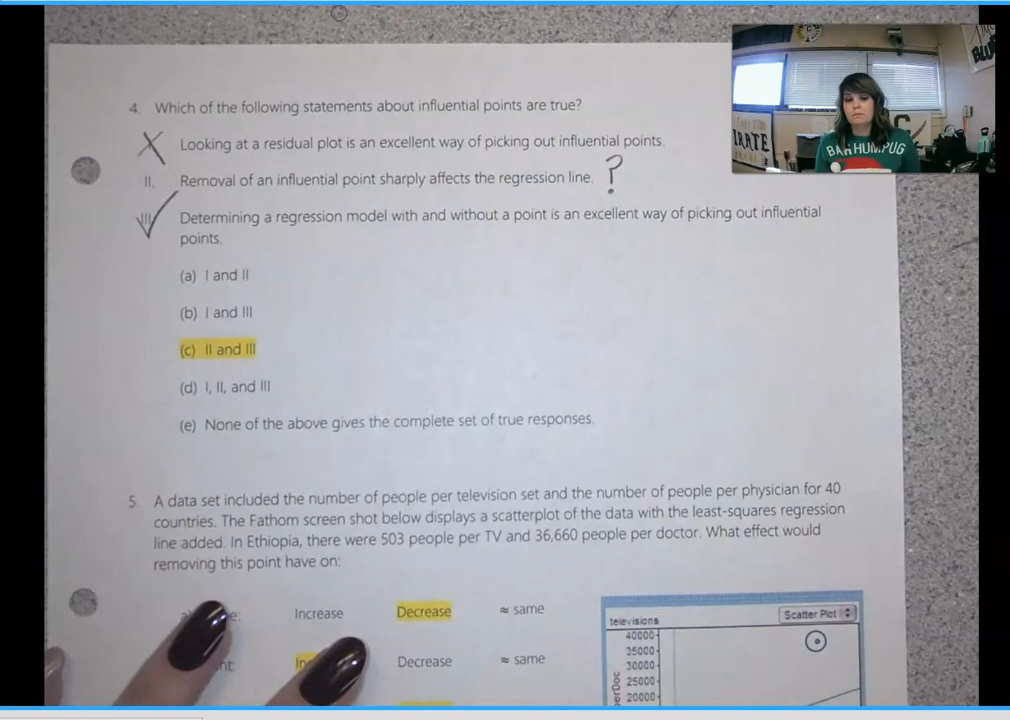 4. Which of the following statements about influential points are true?
Looking at a residual plot is an excellent way of picking out influential points.
II. Removal of an influential point sharply affects the regression line. ?
III Determining a regression model with and without a point is an excellent way of picking out influential
points.
(a) I and II
(b) I and III
(c) II and III
(d) I, II, and III
(e) None of the above gives the complete set of true responses.
5. A data set included the number of people per television set and the number of people per physician for 40
countries. The Fathom screen shot below displays a scatterplot of the data with the least-squares regression
line added. In Ethiopia, there were 503 people per TV and 36,660 people per doctor. What effect would
removing this point have on:
Increase Decrease ≈ same
Decrease ≈ same
televisions Scatter Plot
40000
35000
30000
25000
20000
BAH HUMPUG